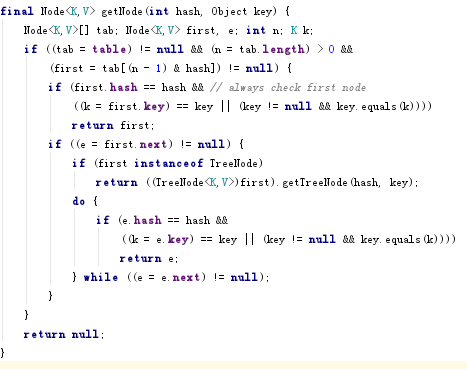 final Node<K,V> getNode(int hash, Object key) {
    Node<K,V>[] tab; Node<K,V> first, e; int n; K k;
    if ((tab = table) != null && (n = tab.length) > 0 &&
        (first = tab[(n - 1) & hash]) != null) {
        if (first.hash == hash && // always check first node
            ((k = first.key) == key || (key != null && key.equals(k))))
            return first;
        if ((e = first.next) != null) {
            if (first instanceof TreeNode)
                return ((TreeNode<K,V>)first).getTreeNode(hash, key);
            do {
                if (e.hash == hash &&
                    ((k = e.key) == key || (key != null && key.equals(k))))
                    return e;
            } while ((e = e.next) != null);
        }
    }
    return null;
}